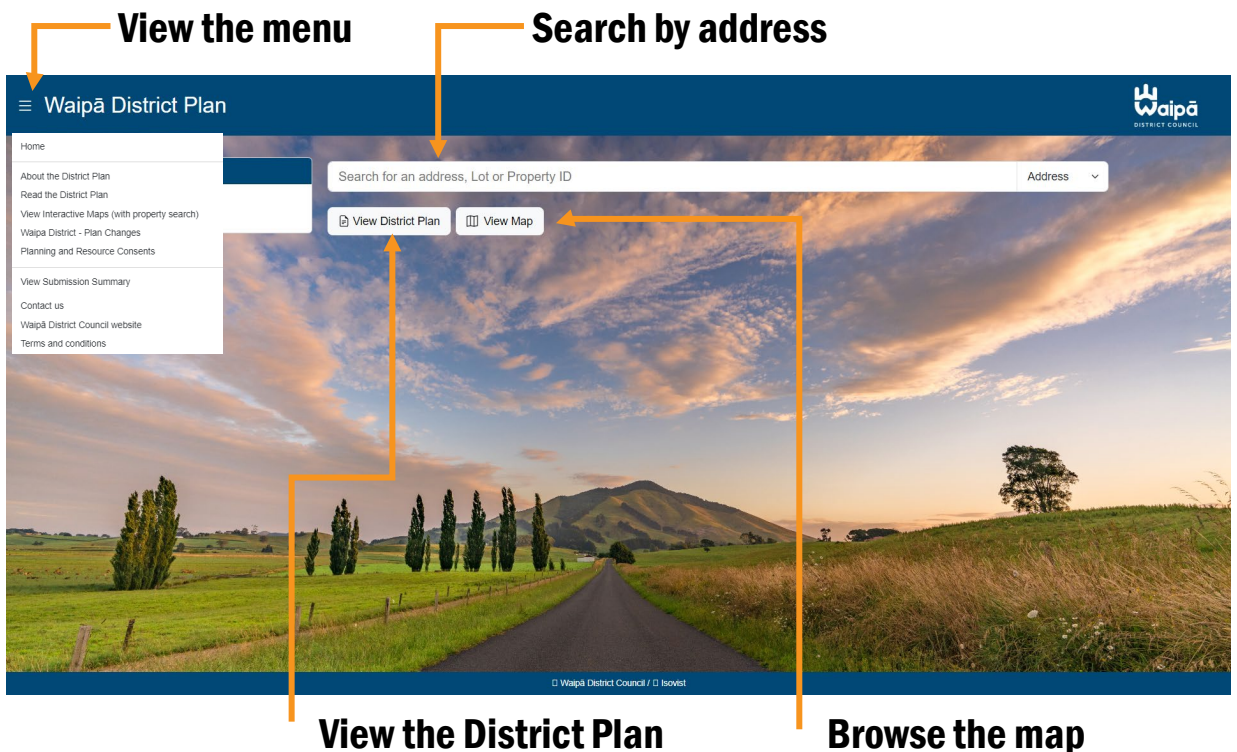 View the menu
Search by address
☰ Waipā District Plan
Waipā
DISTRICT COUNCIL
Home
About the District Plan
Read the District Plan
View Interactive Maps (with property search)
Waipa District - Plan Changes
Planning and Resource Consents
View Submission Summary
Contact us
Waipā District Council website
Terms and conditions
Search for an address, Lot or Property ID
Address
View District Plan
View Map
▯ Waipā District Council / ▯ Isovist
View the District Plan
Browse the map